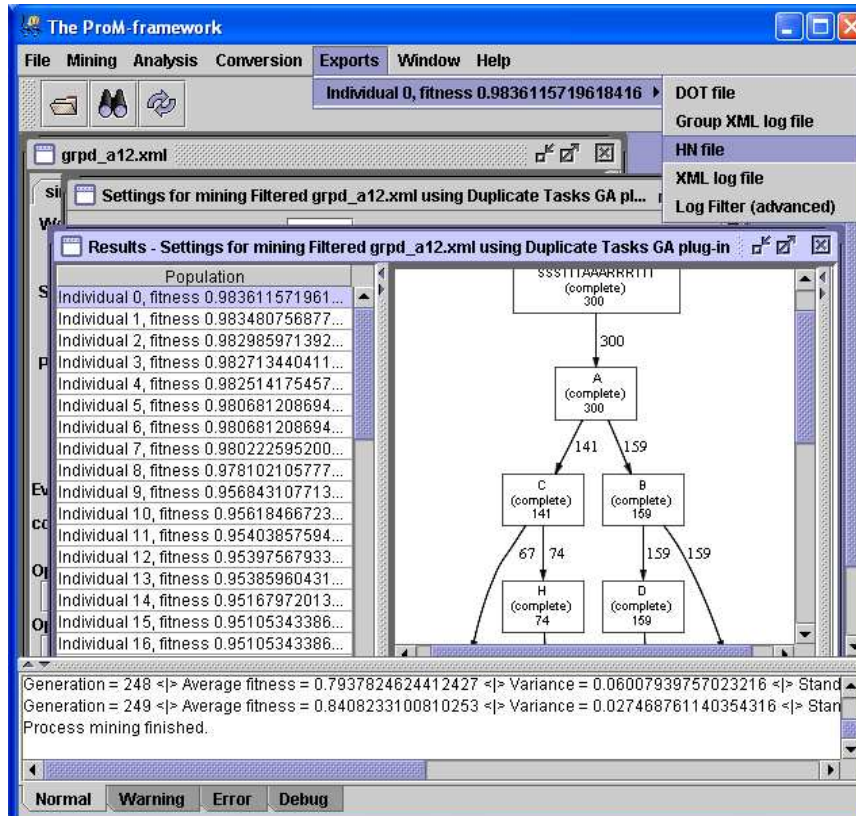 The ProM-framework
File Mining Analysis Conversion Exports Window Help
Individual 0, fitness 0.9836115719618416
DOT file
Group XML log file
HN file
XML log file
Log Filter (advanced)
grpd_a12.xml
Settings for mining Filtered grpd_a12.xml using Duplicate Tasks GA pl...
Results - Settings for mining Filtered grpd_a12.xml using Duplicate Tasks GA plug-in
Population
Individual 0, fitness 0.983611571961...
Individual 1, fitness 0.983480756877...
Individual 2, fitness 0.982985971392...
Individual 3, fitness 0.982713440411...
Individual 4, fitness 0.982514175457...
Individual 5, fitness 0.980681208694...
Individual 6, fitness 0.980681208694...
Individual 7, fitness 0.980222595200...
Individual 8, fitness 0.978102105777...
Individual 9, fitness 0.956843107713...
Individual 10, fitness 0.95618466723...
Individual 11, fitness 0.95403857594...
Individual 12, fitness 0.95397567933...
Individual 13, fitness 0.95385960431...
Individual 14, fitness 0.95167972013...
Individual 15, fitness 0.95105343386...
Individual 16, fitness 0.95105343386...
SSSTTTAAARRRTTT
(complete)
300
300
A
(complete)
300
141 159
C
(complete)
141
B
(complete)
159
67 74 159 159
H
(complete)
74
D
(complete)
159
Generation = 248 <|> Average fitness = 0.7937824624412427 <|> Variance = 0.06007939757023216 <|> Stand
Generation = 249 <|> Average fitness = 0.8408233100810253 <|> Variance = 0.027468761140354316 <|> Stan
Process mining finished.
Normal Warning Error Debug